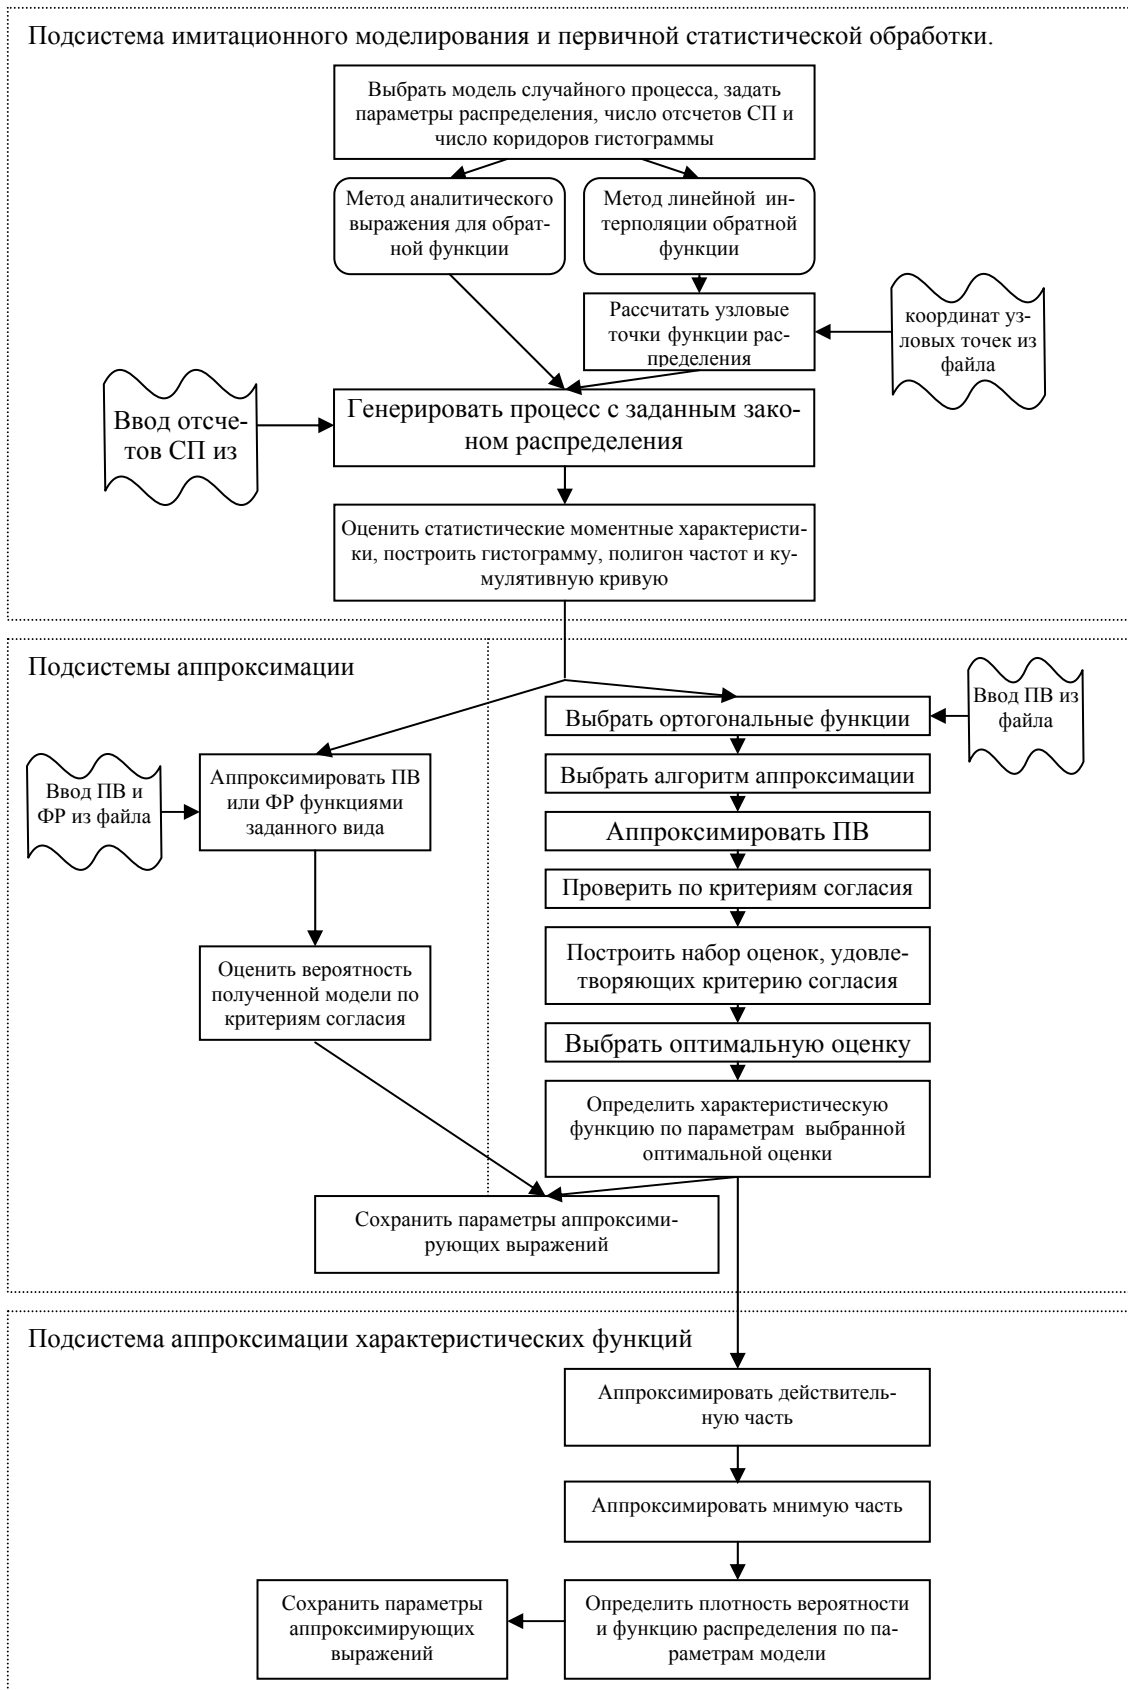 Подсистема имитационного моделирования и первичной статистической обработки.
Выбрать модель случайного процесса, задать
параметры распределения, число отсчетов СП и
число коридоров гистограммы
Метод аналитического
выражения для обрат-
ной функции
Метод линейной ин-
терполяции обратной
функции
Рассчитать узловые
точки функции рас-
пределения
координат уз-
ловых точек из
файла
Ввод отсче-
тов СП из
Генерировать процесс с заданным зако-
ном распределения
Оценить статистические моментные характеристи-
ки, построить гистограмму, полигон частот и ку-
мулятивную кривую
Подсистемы аппроксимации
Ввод ПВ из
файла
Выбрать ортогональные функции
Ввод ПВ и
ФР из файла
Аппроксимировать ПВ
или ФР функциями
заданного вида
Выбрать алгоритм аппроксимации
Аппроксимировать ПВ
Проверить по критериям согласия
Построить набор оценок, удовле-
творяющих критерию согласия
Оценить вероятность
полученной модели по
критериям согласия
Выбрать оптимальную оценку
Определить характеристическую
функцию по параметрам выбранной
оптимальной оценки
Сохранить параметры аппроксими-
рующих выражений
Подсистема аппроксимации характеристических функций
Аппроксимировать действитель-
ную часть
Аппроксимировать мнимую часть
Сохранить параметры
аппроксимирующих
выражений
Определить плотность вероятности
и функцию распределения по па-
раметрам модели